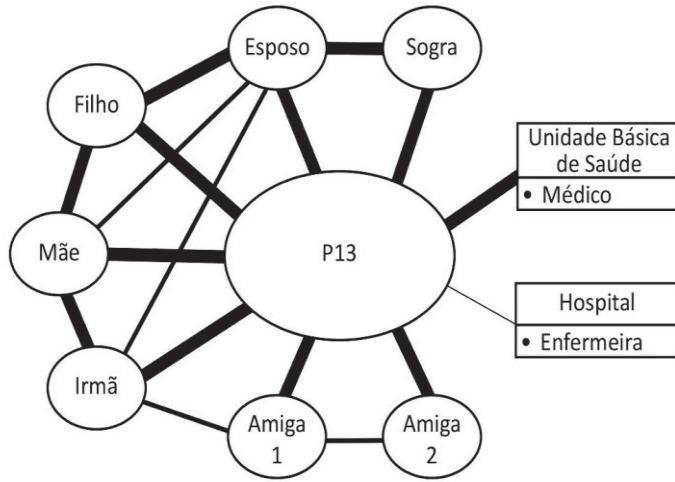 Esposo
Sogra
Filho
Unidade Básica
de Saúde
• Médico
Mãe
P13
Hospital
• Enfermeira
Irmã
Amiga
1
Amiga
2